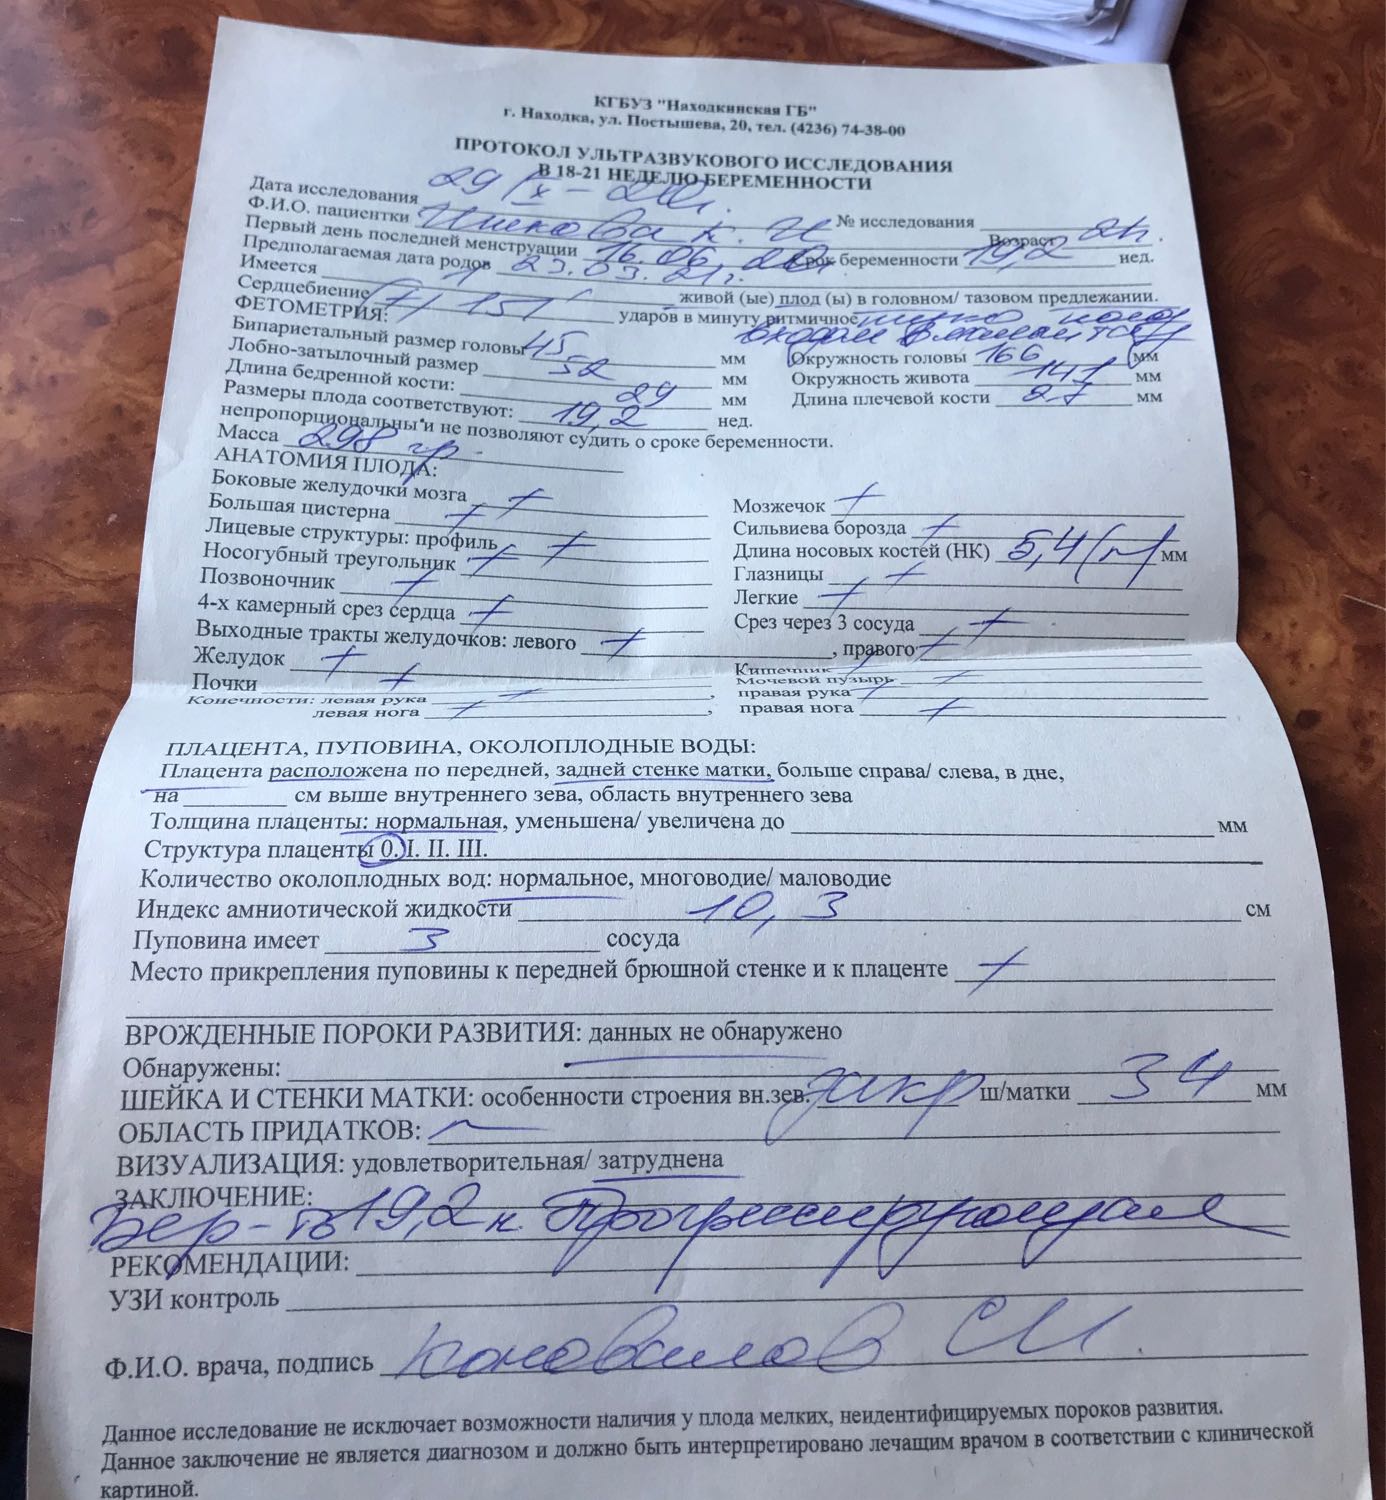 КГБУЗ "Находкинская ГБ"
г. Находка, ул. Постышева, 20, тел. (4236) 74-38-00
ПРОТОКОЛ УЛЬТРАЗВУКОВОГО ИССЛЕДОВАНИЯ
В 18-21 НЕДЕЛЮ БЕРЕМЕННОСТИ
Дата исследования 29/X-20г.
Ф.И.О. пациентки К. № исследования
Возраст
Первый день последней менструации 16.06. Срок беременности 19,2 нед.
Предполагаемая дата родов 23.03.21г.
Имеется 1 живой (ые) плод (ы) в головном/ тазовом предлежании.
Сердцебиение 151 ударов в минуту ритмичное
ФЕТОМЕТРИЯ:
Бипариетальный размер головы 45 мм Окружность головы 166 мм
Лобно-затылочный размер 52 мм Окружность живота 141 мм
Длина бедренной кости: 29 мм Длина плечевой кости 27 мм
Размеры плода соответствуют: 19,2 нед.
непропорциональны и не позволяют судить о сроке беременности.
Масса 298 гр.
АНАТОМИЯ ПЛОДА:
Боковые желудочки мозга + Мозжечок +
Большая цистерна + Сильвиева борозда +
Лицевые структуры: профиль + Длина носовых костей (НК) 5,4 (N) мм
Носогубный треугольник + Глазницы +
Позвоночник + Легкие +
4-х камерный срез сердца + Срез через 3 сосуда +
Выходные тракты желудочков: левого +, правого +
Желудок + Кишечник +
Почки + Мочевой пузырь +
Конечности: левая рука +, правая рука +
левая нога +, правая нога +
ПЛАЦЕНТА, ПУПОВИНА, ОКОЛОПЛОДНЫЕ ВОДЫ:
Плацента расположена по передней, задней стенке матки, больше справа/ слева, в дне,
на см выше внутреннего зева, область внутреннего зева
Толщина плаценты: нормальная, уменьшена/ увеличена до мм
Структура плаценты 0. I. II. III.
Количество околоплодных вод: нормальное, многоводие/ маловодие
Индекс амниотической жидкости 10,3 см
Пуповина имеет 3 сосуда
Место прикрепления пуповины к передней брюшной стенке и к плаценте +
ВРОЖДЕННЫЕ ПОРОКИ РАЗВИТИЯ: данных не обнаружено
Обнаружены:
ШЕЙКА И СТЕНКИ МАТКИ: особенности строения вн.зев. закр ш/матки 34 мм
ОБЛАСТЬ ПРИДАТКОВ:
ВИЗУАЛИЗАЦИЯ: удовлетворительная/ затруднена
ЗАКЛЮЧЕНИЕ:
Бер-ть 19,2 н. Прогрессирующая
РЕКОМЕНДАЦИИ:
УЗИ контроль
Ф.И.О. врача, подпись Коновалов СИ.
Данное исследование не исключает возможности наличия у плода мелких, неидентифицируемых пороков развития.
Данное заключение не является диагнозом и должно быть интерпретировано лечащим врачом в соответствии с клинической
картиной.